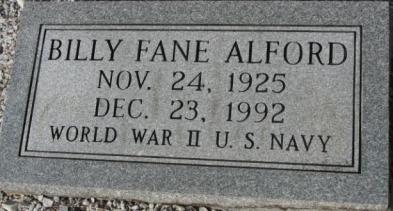 BILLY FANE ALFORD
NOV. 24, 1925
DEC. 23, 1992
WORLD WAR II U. S. NAVY